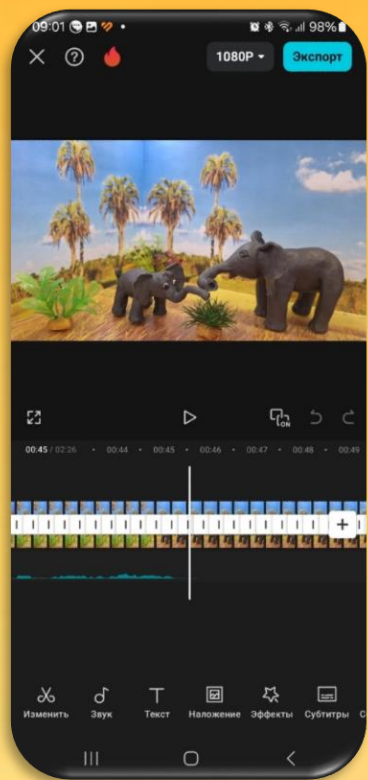 09:01 98%
1080P Экспорт
00:45 / 02:26 00:44 00:45 00:46 00:47 00:48 00:49
ON
Изменить Звук Текст Наложение Эффекты Субтитры С